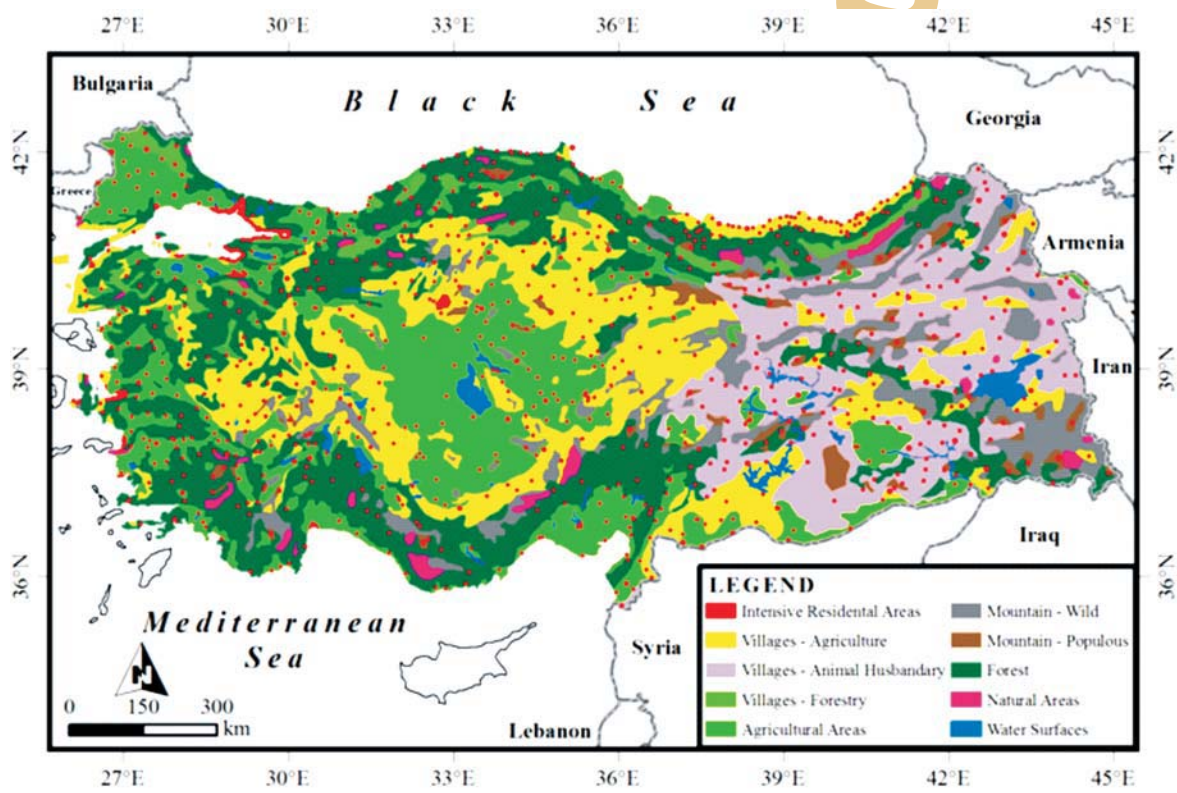 27°E 30°E 33°E 36°E 39°E 42°E 45°E
Bulgaria
Black Sea
Georgia
42°N 42°N
Greece
Armenia
39°N 39°N
Iran
Iraq
36°N 36°N
Mediterranean
Sea
Syria
Lebanon
N
0 150 300
km
LEGEND
Intensive Residental Areas
Villages - Agriculture
Villages - Animal Husbandary
Villages - Forestry
Agricultural Areas
Mountain - Wild
Mountain - Populous
Forest
Natural Areas
Water Surfaces
27°E 30°E 33°E 36°E 39°E 42°E 45°E